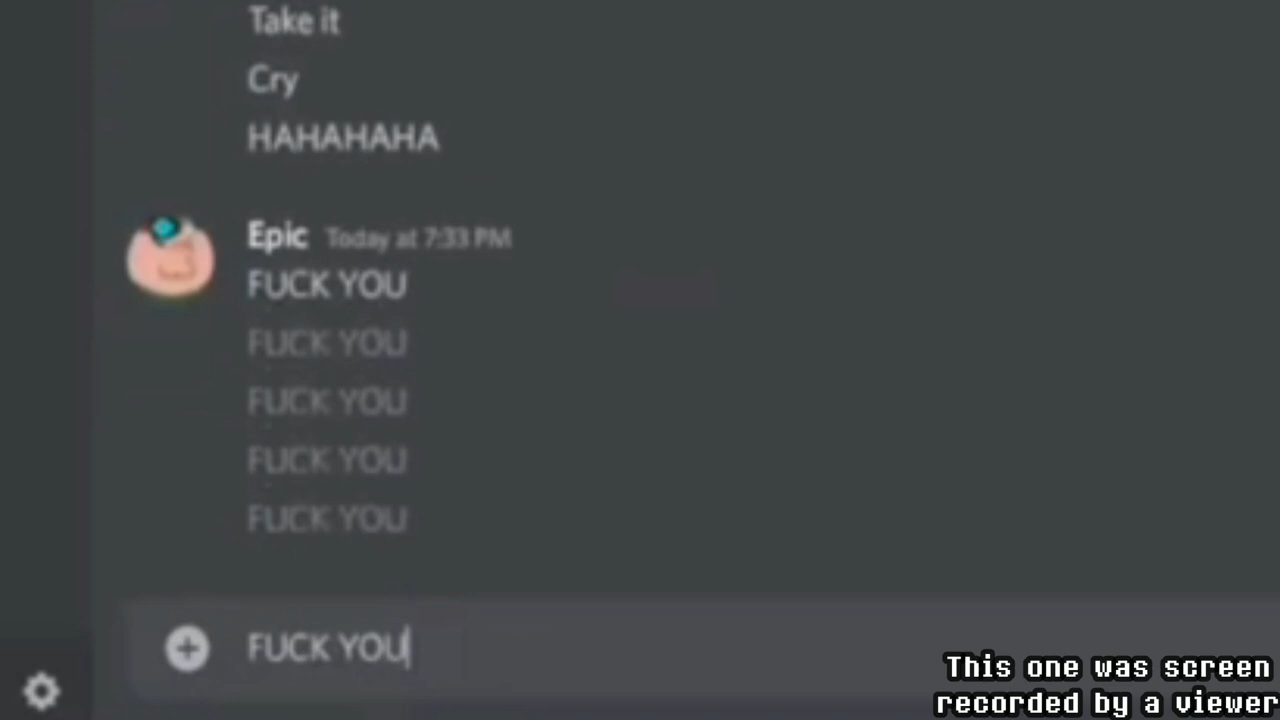 Take it
Cry
HAHAHAHA
Epic Today at 7:33 PM
FUCK YOU
FUCK YOU
FUCK YOU
FUCK YOU
FUCK YOU
FUCK YOU
This one was screen
recorded by a viewer